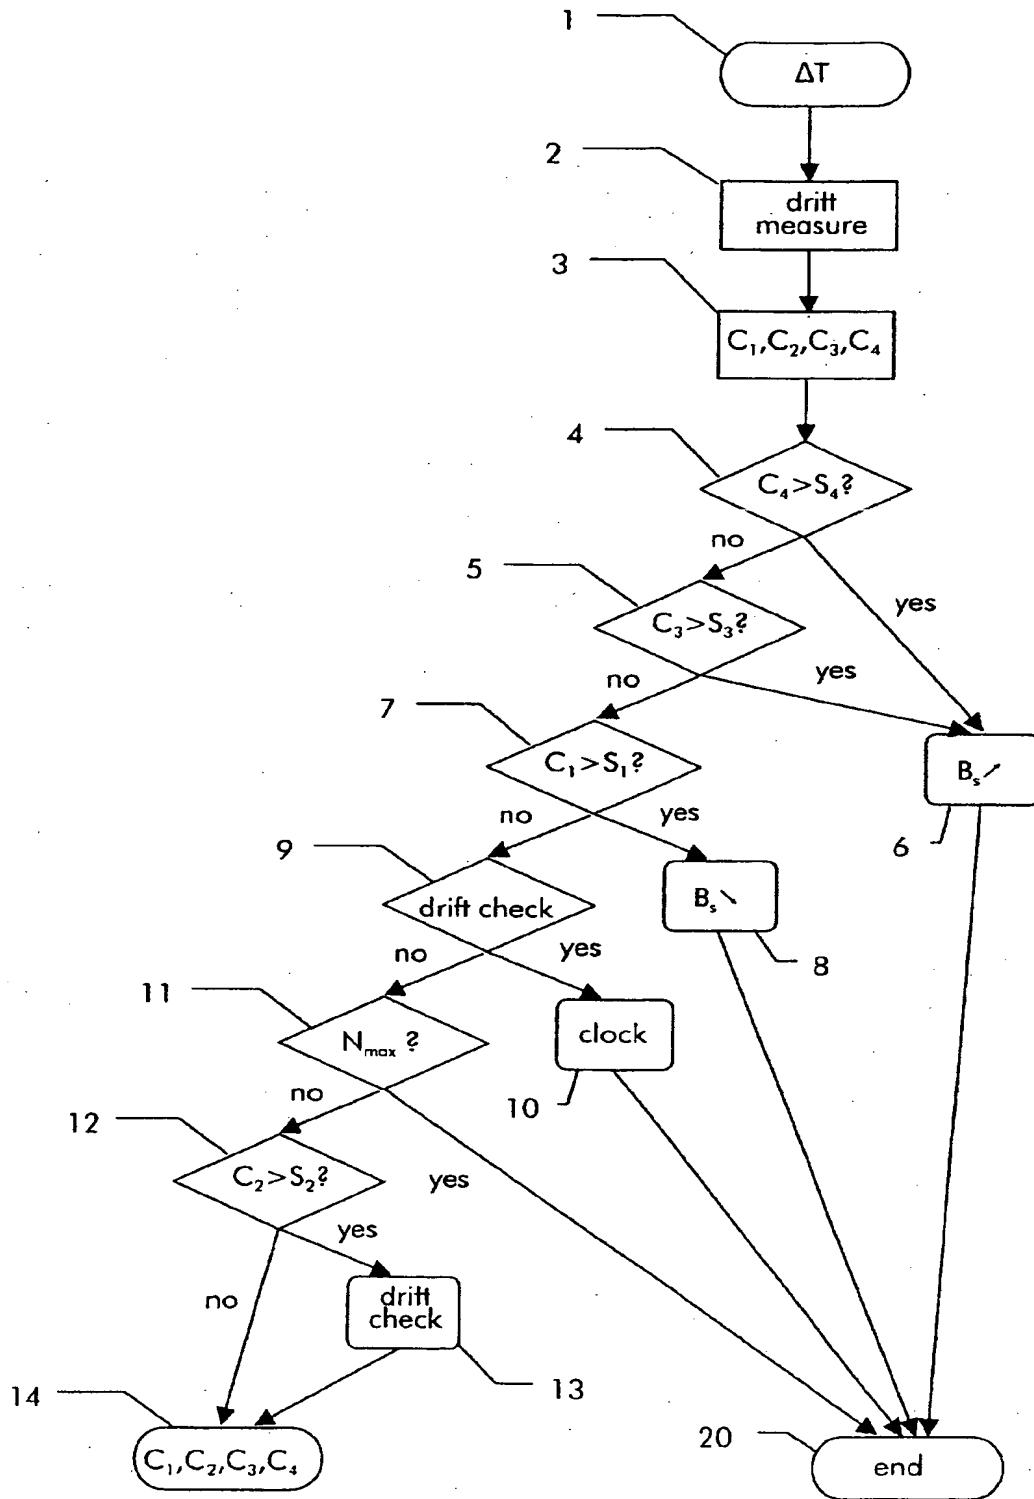 1
ΔT
2
drift
measure
3
C₁,C₂,C₃,C₄
4
C₄>S₄?
no
yes
5
C₃>S₃?
no
yes
7
C₁>S₁?
Bₛ↗
6
no
yes
9
drift check
Bₛ↘
8
no
yes
11
Nmax ?
clock
10
no
yes
12
C₂>S₂?
yes
no
drift
check
13
14
C₁,C₂,C₃,C₄
20
end